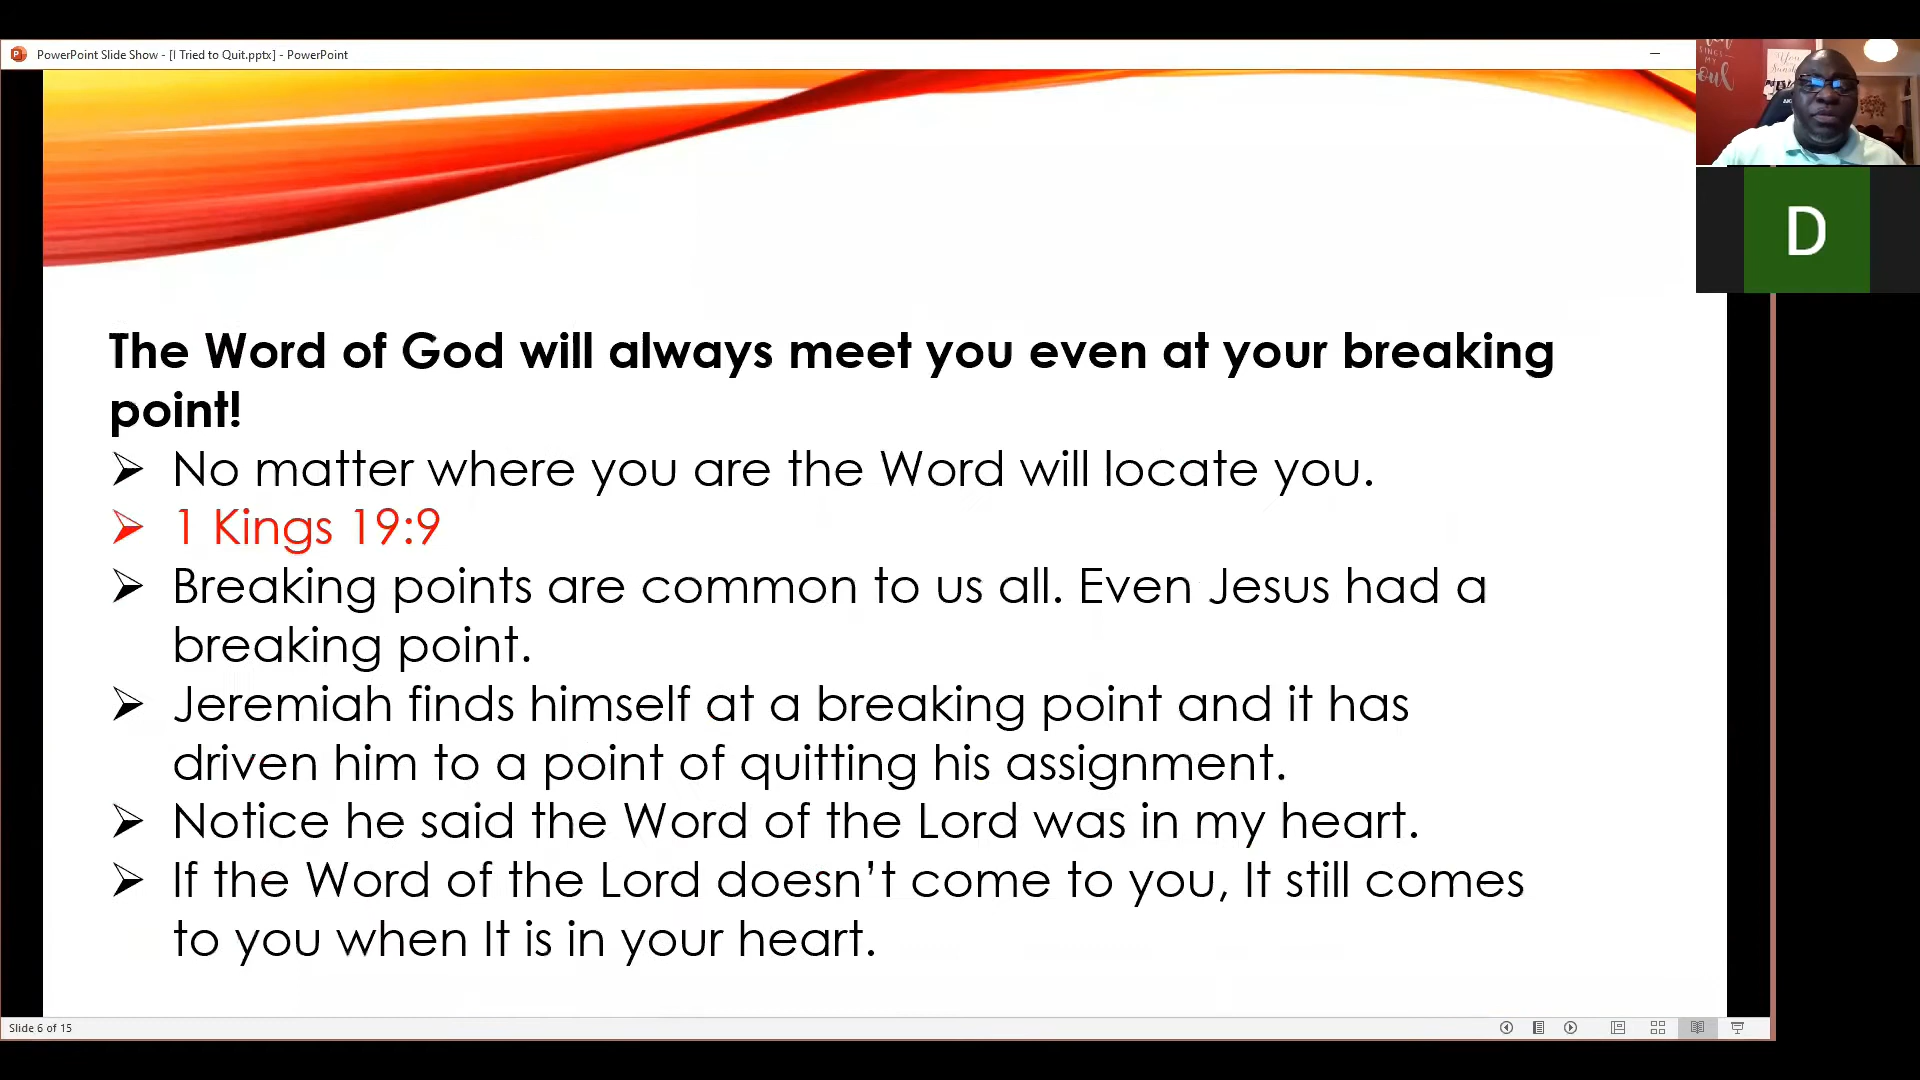 PowerPoint Slide Show - [I Tried to Quit.pptx] - PowerPoint
SINGS
MY
oul
You
D
The Word of God will always meet you even at your breaking
point!
➢ No matter where you are the Word will locate you.
➢ 1 Kings 19:9
➢ Breaking points are common to us all. Even Jesus had a
breaking point.
➢ Jeremiah finds himself at a breaking point and it has
driven him to a point of quitting his assignment.
➢ Notice he said the Word of the Lord was in my heart.
➢ If the Word of the Lord doesn’t come to you, It still comes
to you when It is in your heart.
Slide 6 of 15